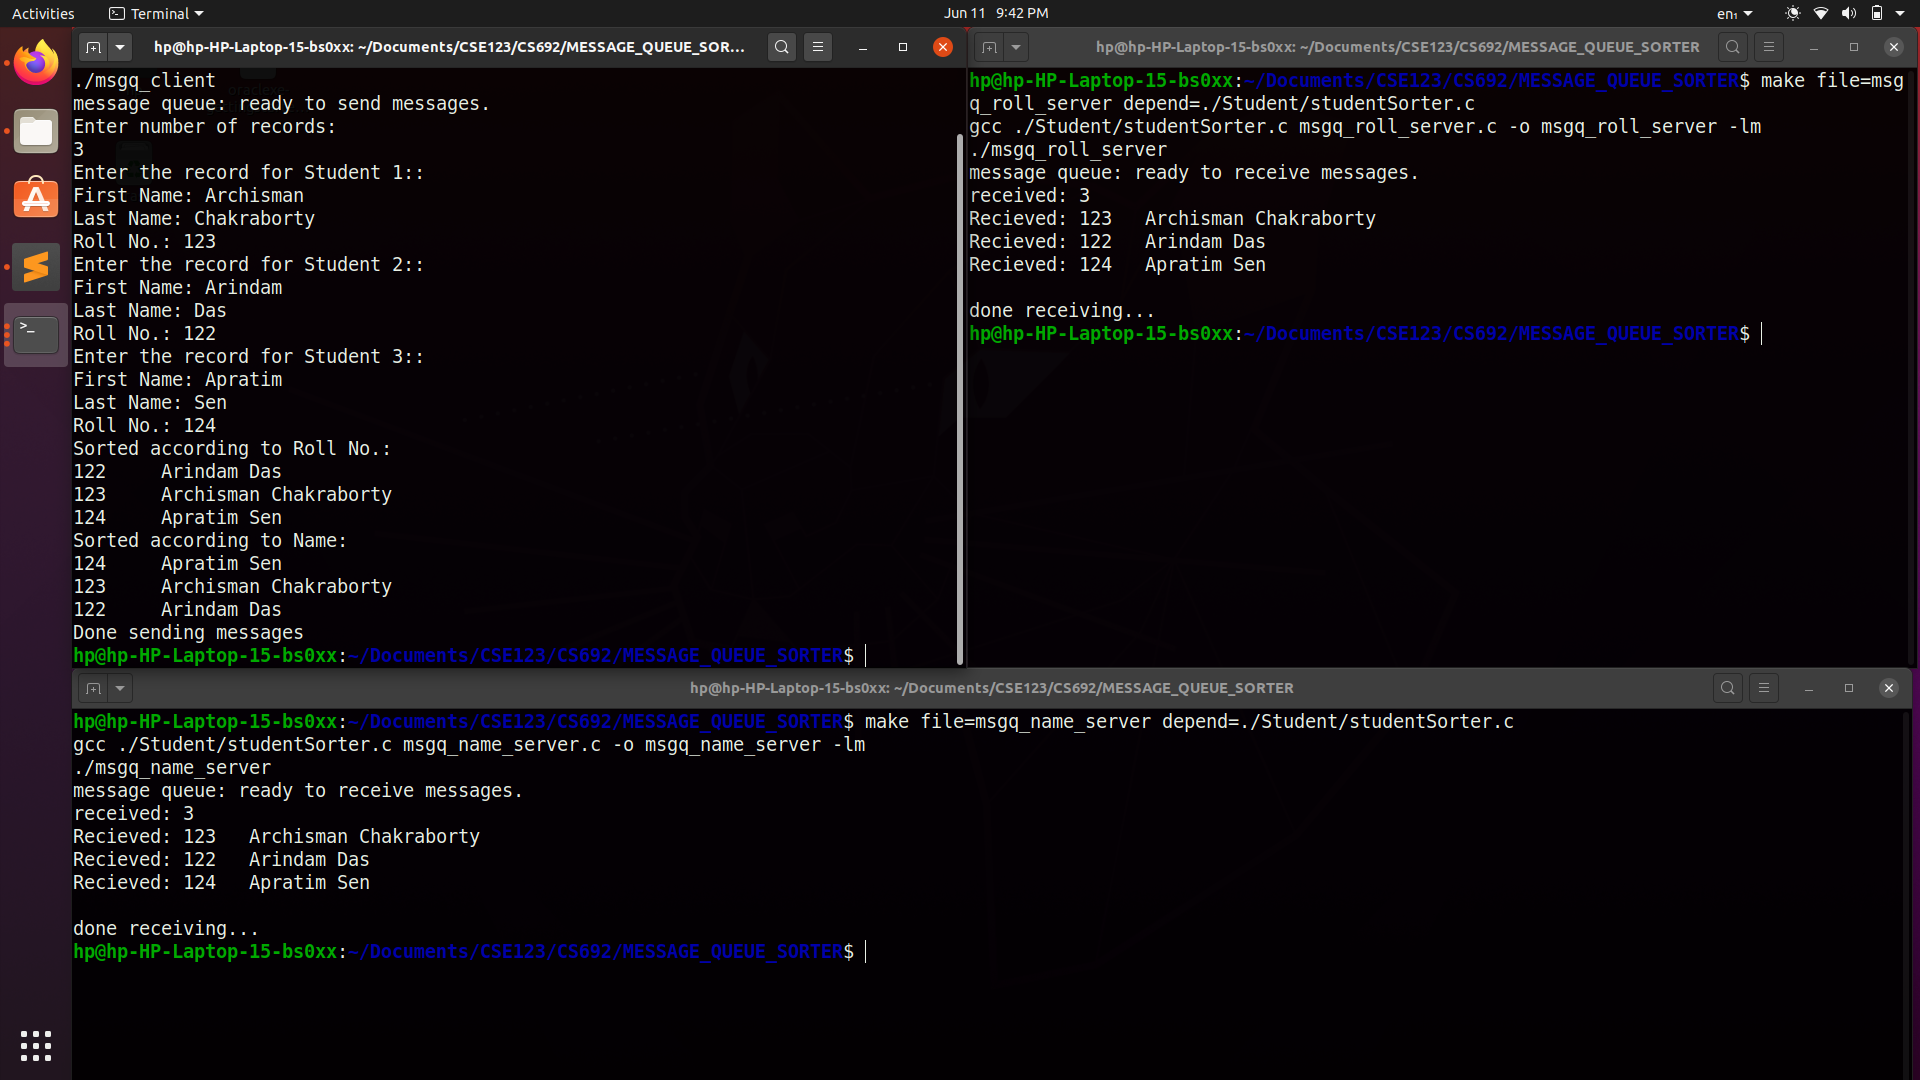 Activities
Terminal
Jun 11 9:42 PM
en₁
hp@hp-HP-Laptop-15-bs0xx: ~/Documents/CSE123/CS692/MESSAGE_QUEUE_SOR...
./msgq_client
message queue: ready to send messages.
Enter number of records:
3
Enter the record for Student 1::
First Name: Archisman
Last Name: Chakraborty
Roll No.: 123
Enter the record for Student 2::
First Name: Arindam
Last Name: Das
Roll No.: 122
Enter the record for Student 3::
First Name: Apratim
Last Name: Sen
Roll No.: 124
Sorted according to Roll No.:
122 Arindam Das
123 Archisman Chakraborty
124 Apratim Sen
Sorted according to Name:
124 Apratim Sen
123 Archisman Chakraborty
122 Arindam Das
Done sending messages
hp@hp-HP-Laptop-15-bs0xx:~/Documents/CSE123/CS692/MESSAGE_QUEUE_SORTER$
hp@hp-HP-Laptop-15-bs0xx: ~/Documents/CSE123/CS692/MESSAGE_QUEUE_SORTER
hp@hp-HP-Laptop-15-bs0xx:~/Documents/CSE123/CS692/MESSAGE_QUEUE_SORTER$ make file=msg
q_roll_server depend=./Student/studentSorter.c
gcc ./Student/studentSorter.c msgq_roll_server.c -o msgq_roll_server -lm
./msgq_roll_server
message queue: ready to receive messages.
received: 3
Recieved: 123 Archisman Chakraborty
Recieved: 122 Arindam Das
Recieved: 124 Apratim Sen
done receiving...
hp@hp-HP-Laptop-15-bs0xx:~/Documents/CSE123/CS692/MESSAGE_QUEUE_SORTER$
hp@hp-HP-Laptop-15-bs0xx: ~/Documents/CSE123/CS692/MESSAGE_QUEUE_SORTER
hp@hp-HP-Laptop-15-bs0xx:~/Documents/CSE123/CS692/MESSAGE_QUEUE_SORTER$ make file=msgq_name_server depend=./Student/studentSorter.c
gcc ./Student/studentSorter.c msgq_name_server.c -o msgq_name_server -lm
./msgq_name_server
message queue: ready to receive messages.
received: 3
Recieved: 123 Archisman Chakraborty
Recieved: 122 Arindam Das
Recieved: 124 Apratim Sen
done receiving...
hp@hp-HP-Laptop-15-bs0xx:~/Documents/CSE123/CS692/MESSAGE_QUEUE_SORTER$